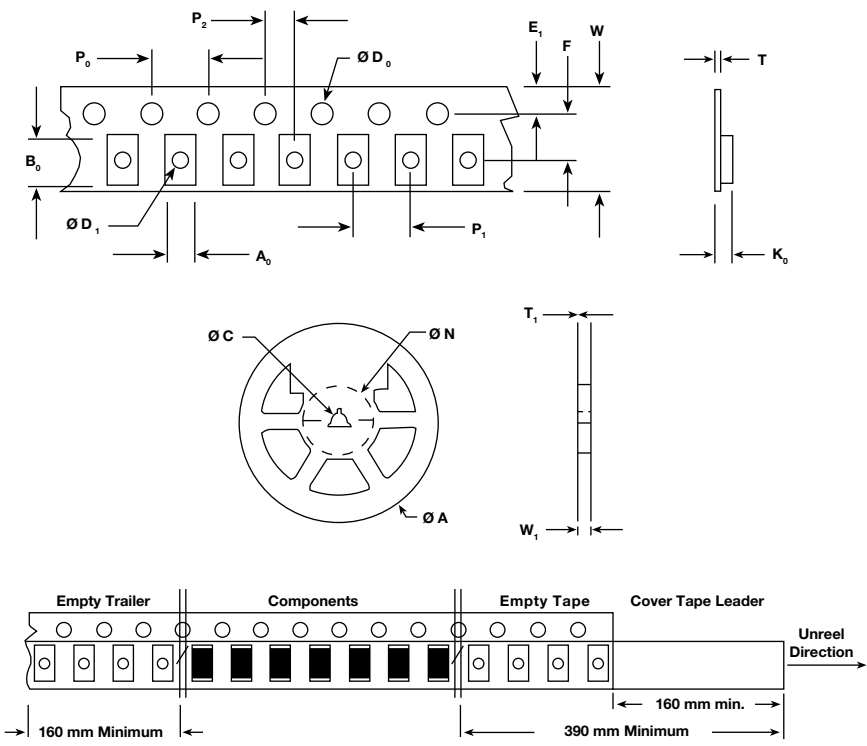 P2
E1
W
P0
Ø D0
F
T
B0
Ø D1
A0
P1
K0
T1
Ø C
Ø N
Ø A
W1
Empty Trailer
Components
Empty Tape
Cover Tape Leader
Unreel
Direction
160 mm min.
160 mm Minimum
390 mm Minimum